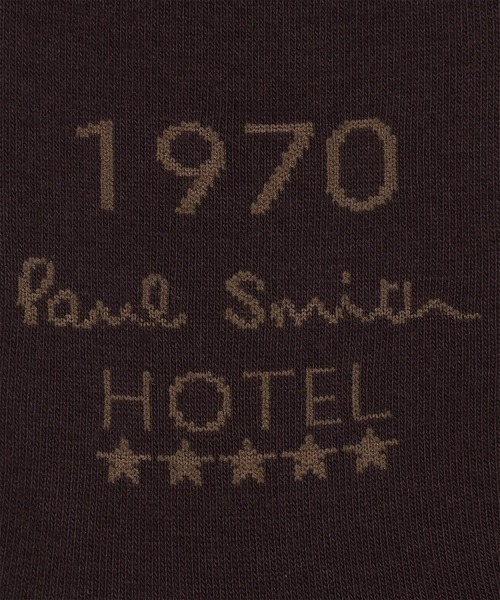 1970
Paul Smith
HOTEL
★★★★★